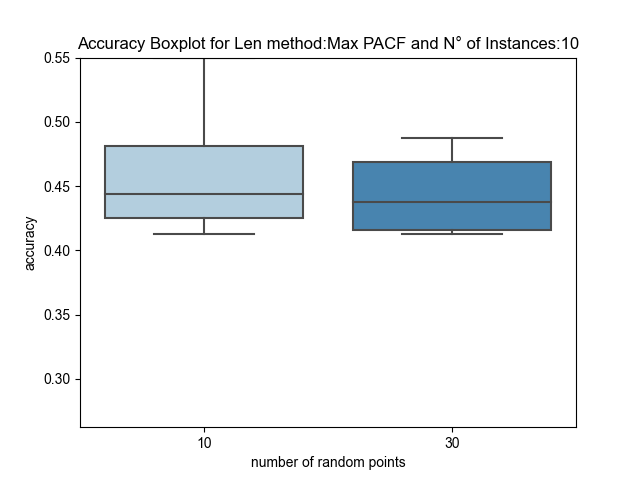 Accuracy Boxplot for Len method:Max PACF and N° of Instances:10
0.55
0.50
0.45
0.40
0.35
0.30
accuracy
10
30
number of random points